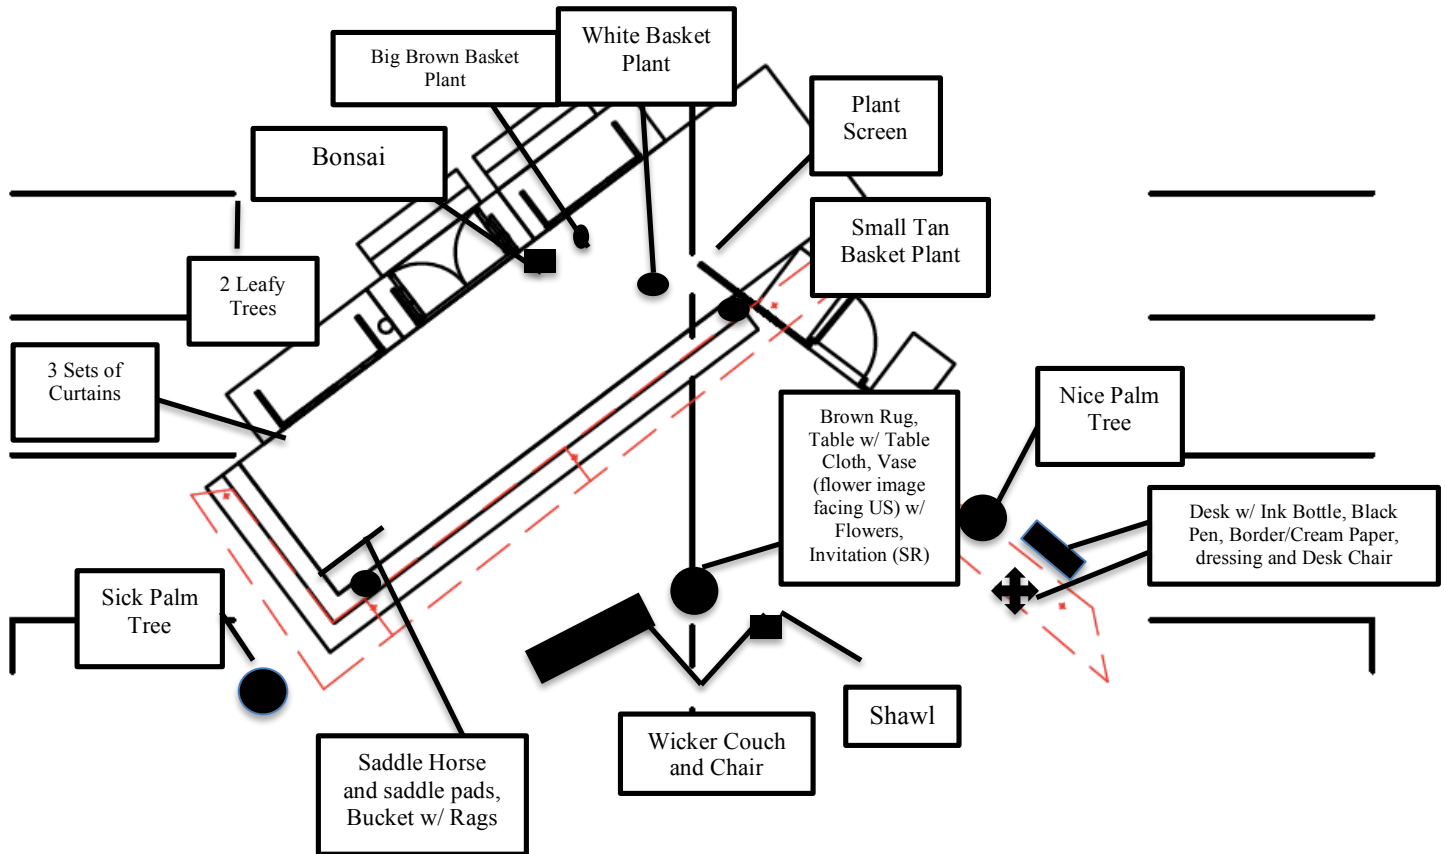 Big Brown Basket
Plant
White Basket
Plant
Plant
Screen
Bonsai
Small Tan
Basket Plant
2 Leafy
Trees
3 Sets of
Curtains
Brown Rug,
Table w/ Table
Cloth, Vase
(flower image
facing US) w/
Flowers,
Invitation (SR)
Nice Palm
Tree
Desk w/ Ink Bottle, Black
Pen, Border/Cream Paper,
dressing and Desk Chair
Sick Palm
Tree
Shawl
Wicker Couch
and Chair
Saddle Horse
and saddle pads,
Bucket w/ Rags